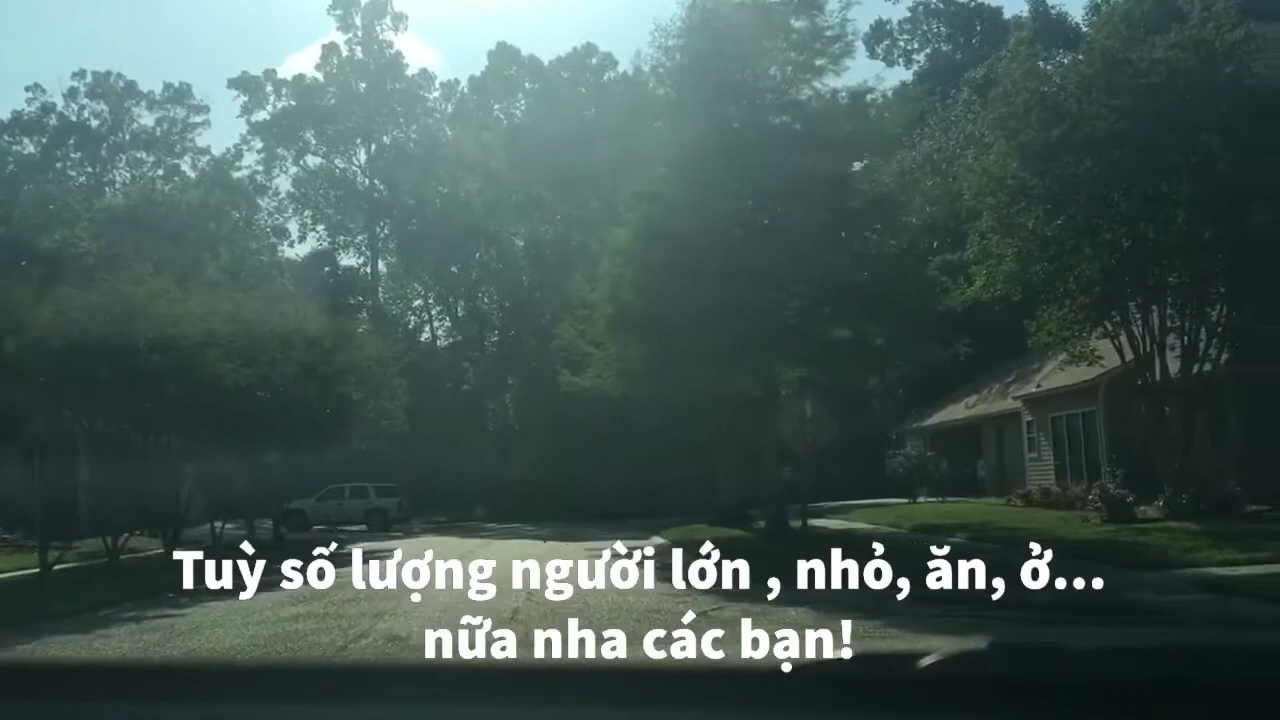 Tuỳ số lượng người lớn , nhỏ, ăn, ở...
nữa nha các bạn!